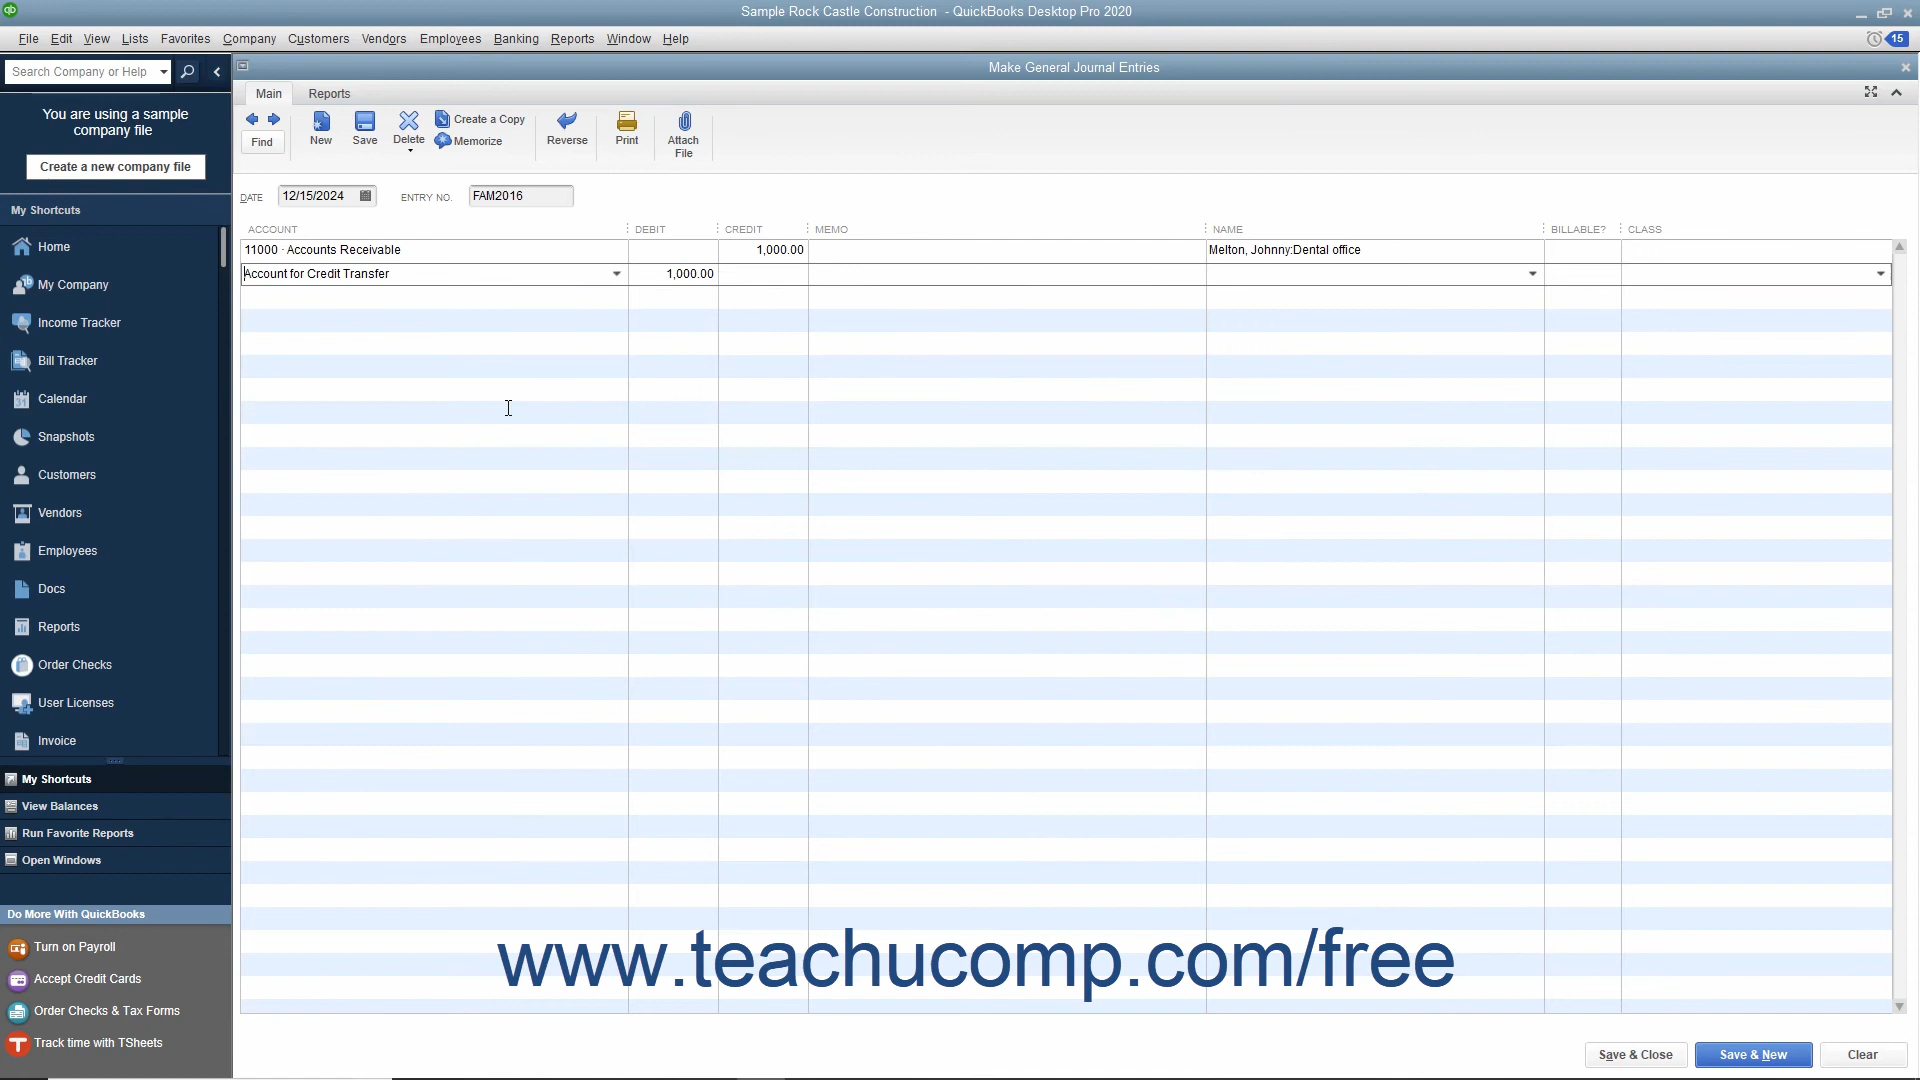 Sample Rock Castle Construction - QuickBooks Desktop Pro 2020
File Edit View Lists Favorites Company Customers Vendors Employees Banking Reports Window Help
15
Search Company or Help
Make General Journal Entries
You are using a sample
company file
Create a new company file
My Shortcuts
Home
My Company
Income Tracker
Bill Tracker
Calendar
Snapshots
Customers
Vendors
Employees
Docs
Reports
Order Checks
User Licenses
Invoice
My Shortcuts
View Balances
Run Favorite Reports
Open Windows
Do More With QuickBooks
Turn on Payroll
Accept Credit Cards
Order Checks & Tax Forms
Track time with TSheets
Main Reports
Find
New
Save
Delete
Create a Copy
Memorize
Reverse
Print
Attach
File
DATE 12/15/2024 ENTRY NO. FAM2016
ACCOUNT DEBIT CREDIT MEMO NAME BILLABLE? CLASS
11000 · Accounts Receivable 1,000.00 Melton, Johnny:Dental office
Account for Credit Transfer 1,000.00
www.teachucomp.com/free
Save & Close Save & New Clear